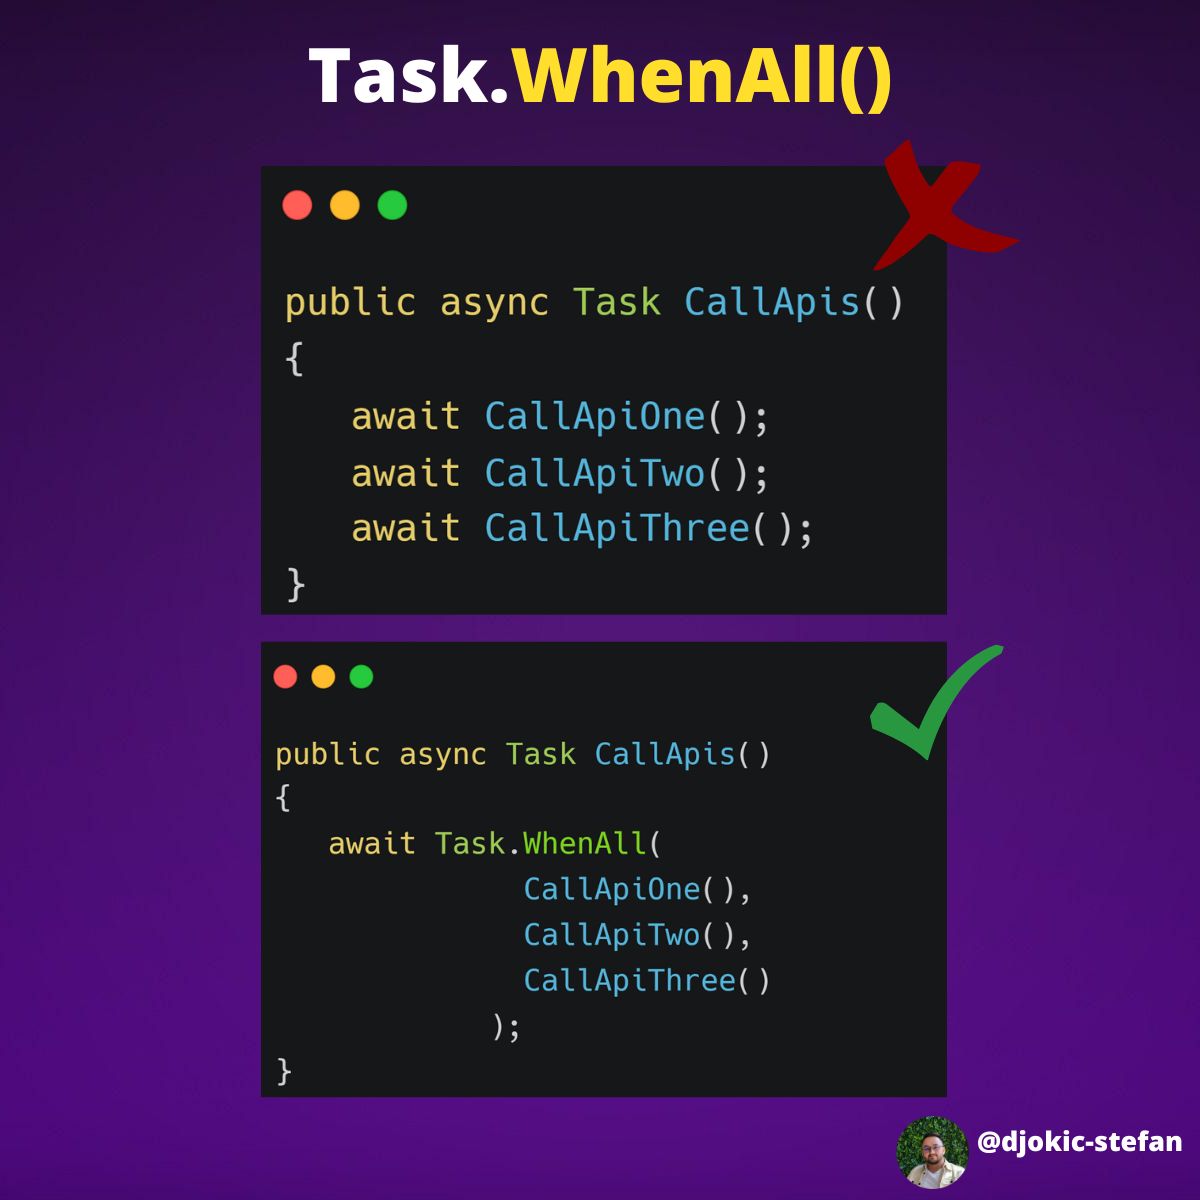 Task.WhenAll()
public async Task CallApis()
{
await CallApiOne();
await CallApiTwo();
await CallApiThree();
}
public async Task CallApis()
{
await Task.WhenAll(
CallApiOne(),
CallApiTwo(),
CallApiThree()
);
}
@djokic-stefan